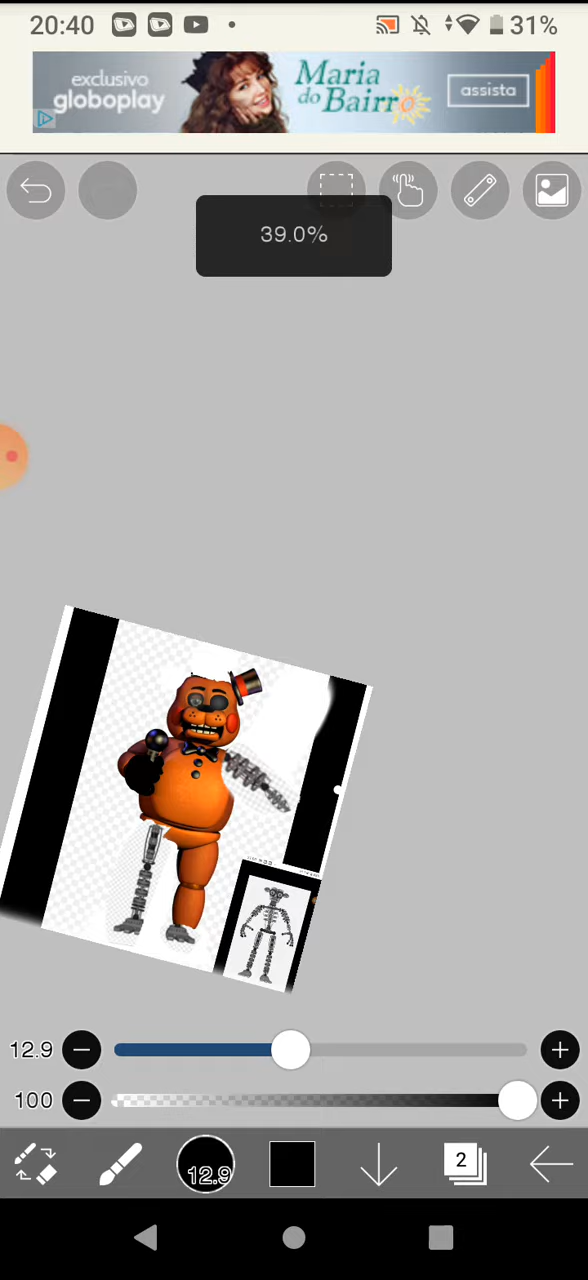 20:40
31%
exclusivo
globoplay
Maria
do Bairro
assista
39.0%
12.9
100
12.9
2